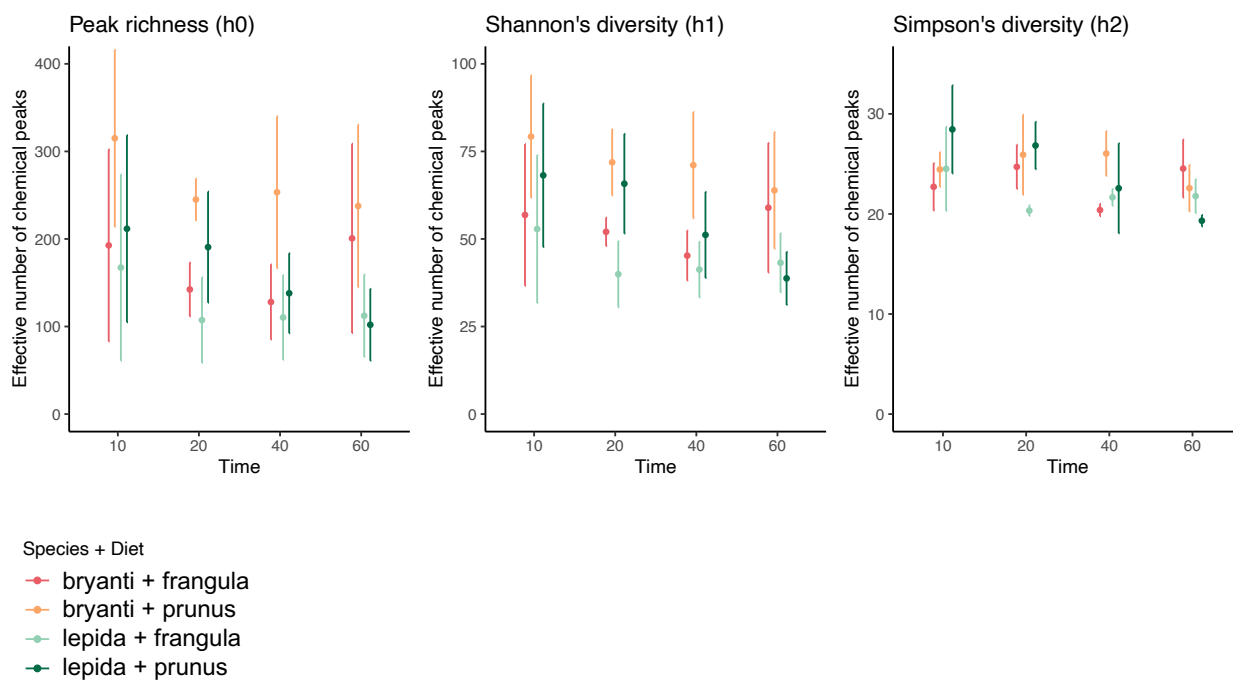 Peak richness (h0)
Effective number of chemical peaks
400
300
200
100
0
10 20 40 60
Time
Shannon's diversity (h1)
Effective number of chemical peaks
100
75
50
25
0
10 20 40 60
Time
Simpson's diversity (h2)
Effective number of chemical peaks
30
20
10
0
10 20 40 60
Time
Species + Diet
bryanti + frangula
bryanti + prunus
lepida + frangula
lepida + prunus